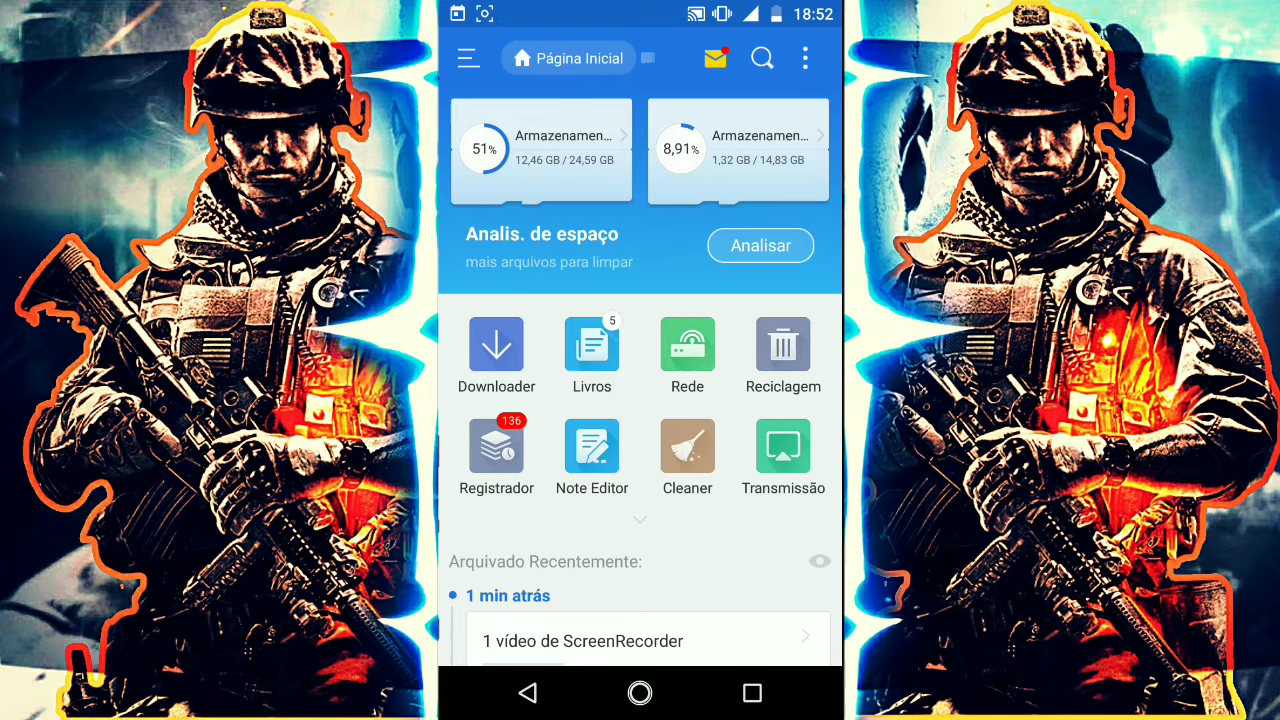 18:52
Página Inicial
51%
Armazenamen...
12,46 GB / 24,59 GB
8,91%
Armazenamen...
1,32 GB / 14,83 GB
Analis. de espaço
mais arquivos para limpar
Analisar
5
Downloader
Livros
Rede
Reciclagem
136
Registrador
Note Editor
Cleaner
Transmissão
Arquivado Recentemente:
1 min atrás
1 vídeo de ScreenRecorder